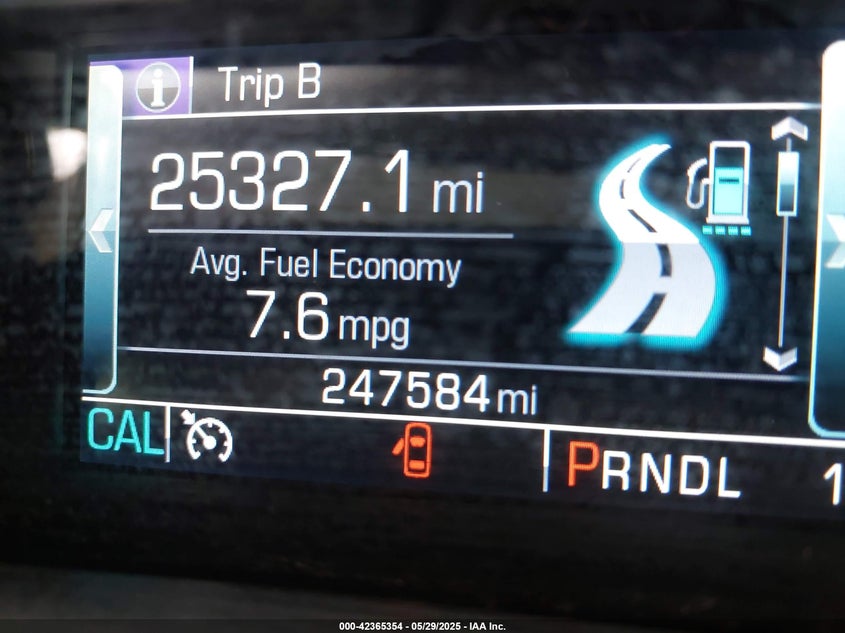 i Trip B
25327.1 mi
Avg. Fuel Economy
7.6 mpg
247584 mi
CAL PRNDL 1
000-42365354 - 05/29/2025 - IAA Inc.